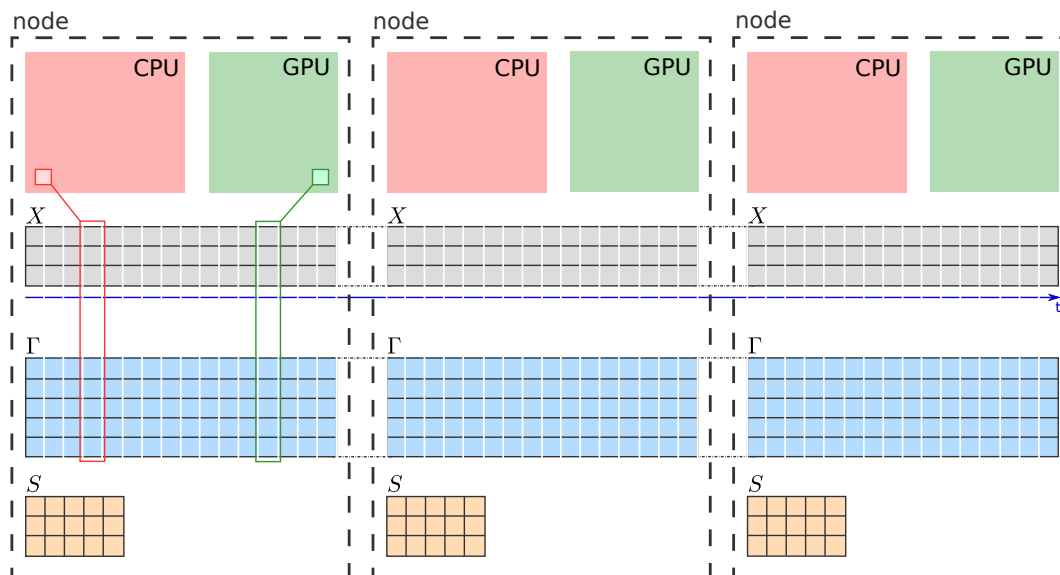 node node node
CPU GPU CPU GPU CPU GPU
X X X
t
Γ Γ Γ
S S S